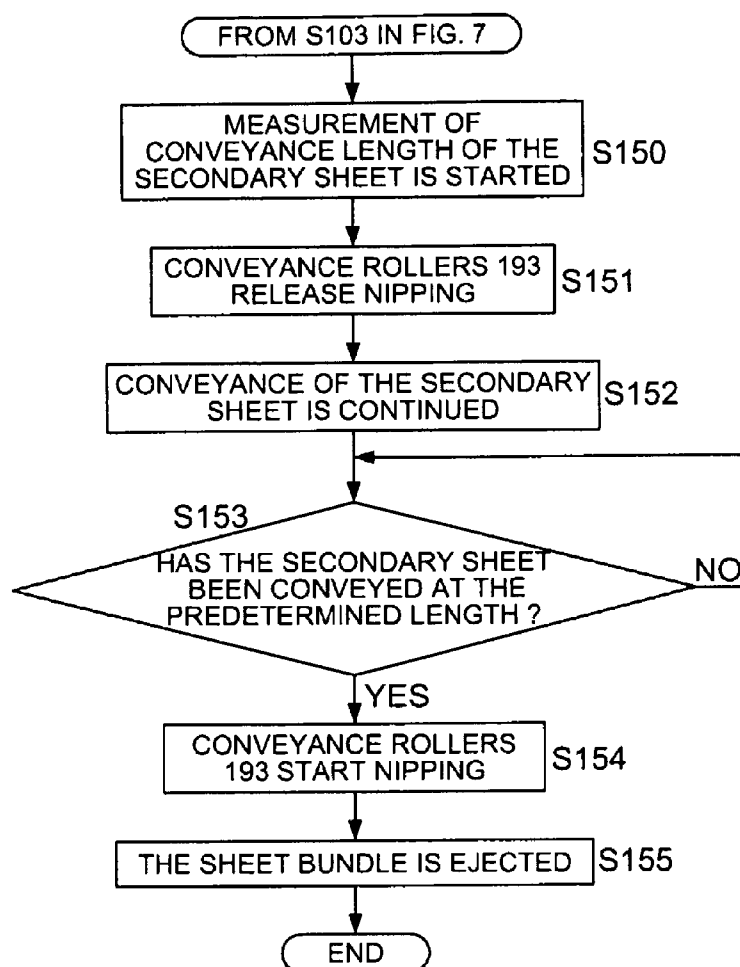 FROM S103 IN FIG. 7
MEASUREMENT OF
CONVEYANCE LENGTH OF THE
SECONDARY SHEET IS STARTED
S150
CONVEYANCE ROLLERS 193
RELEASE NIPPING
S151
CONVEYANCE OF THE SECONDARY
SHEET IS CONTINUED
S152
S153
HAS THE SECONDARY SHEET
BEEN CONVEYED AT THE
PREDETERMINED LENGTH ?
NO
YES
CONVEYANCE ROLLERS
193 START NIPPING
S154
THE SHEET BUNDLE IS EJECTED
S155
END